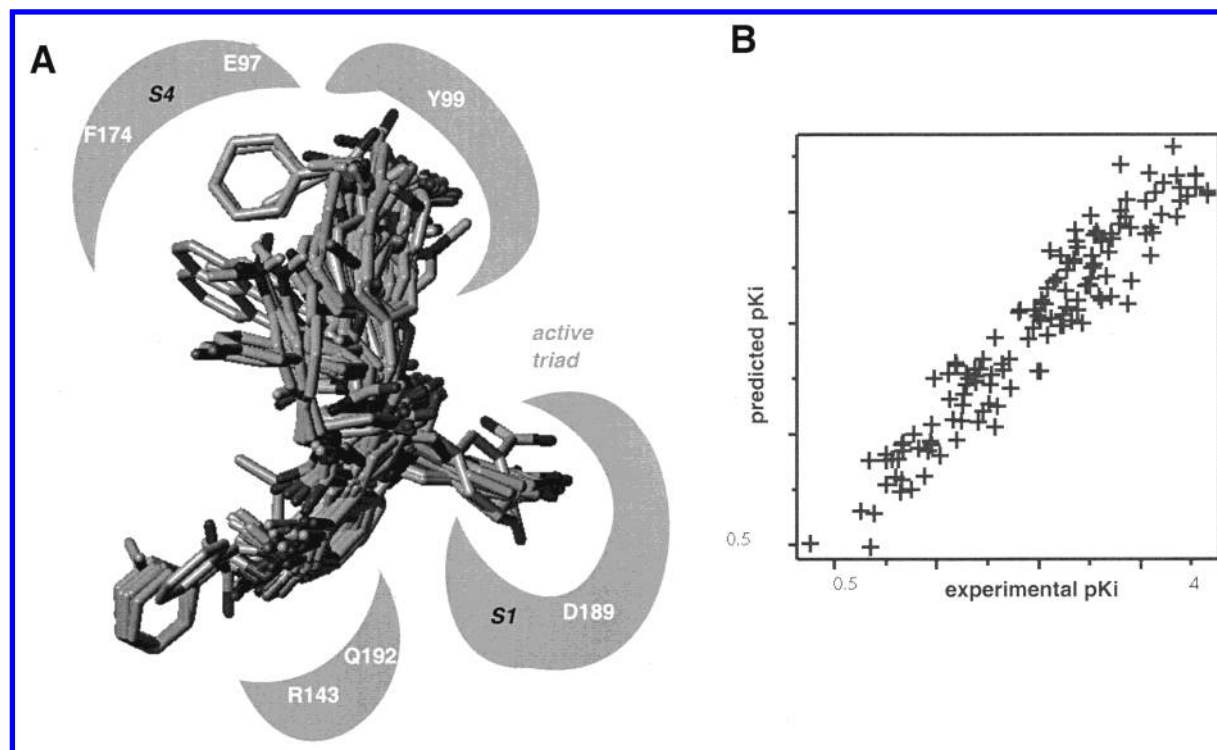 A
E97
S4
F174
Y99
active
triad
S1
D189
Q192
R143
B
predicted pKi
0.5
0.5
experimental pKi
4